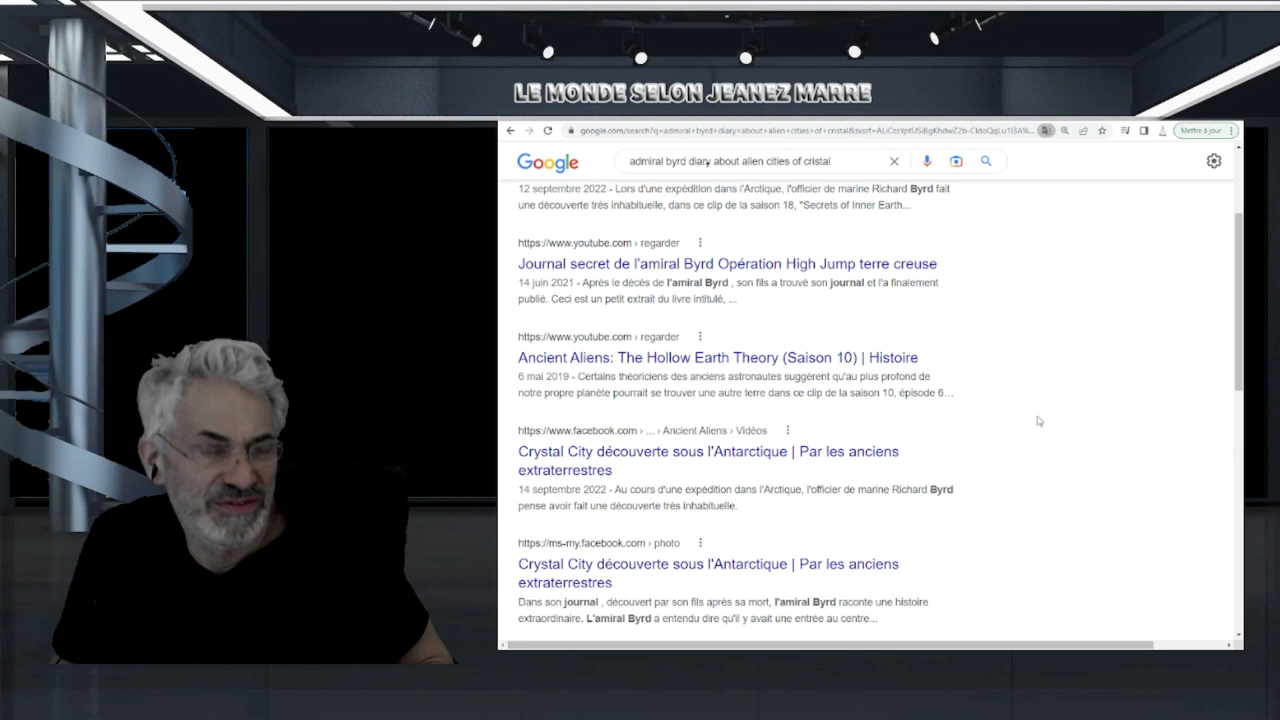 LE MONDE SELON JEANEZ MARRE
Mettre à jour
Google
admiral byrd diary about alien cities of cristal
12 septembre 2022 - Lors d'une expédition dans l'Arctique, l'officier de marine Richard Byrd fait
une découverte très inhabituelle, dans ce clip de la saison 18, "Secrets of Inner Earth...
https://www.youtube.com › regarder
Journal secret de l'amiral Byrd Opération High Jump terre creuse
14 juin 2021 - Après le décès de l'amiral Byrd , son fils a trouvé son journal et l'a finalement
publié. Ceci est un petit extrait du livre intitulé, ...
https://www.youtube.com › regarder
Ancient Aliens: The Hollow Earth Theory (Saison 10) | Histoire
6 mai 2019 - Certains théoriciens des anciens astronautes suggèrent qu'au plus profond de
notre propre planète pourrait se trouver une autre terre dans ce clip de la saison 10, épisode 6...
https://www.facebook.com › ... › Ancient Aliens › Vidéos
Crystal City découverte sous l'Antarctique | Par les anciens
extraterrestres
14 septembre 2022 - Au cours d'une expédition dans l'Arctique, l'officier de marine Richard Byrd
pense avoir fait une découverte très inhabituelle.
https://ms-my.facebook.com › photo
Crystal City découverte sous l'Antarctique | Par les anciens
extraterrestres
Dans son journal , découvert par son fils après sa mort, l'amiral Byrd raconte une histoire
extraordinaire. L'amiral Byrd a entendu dire qu'il y avait une entrée au centre...